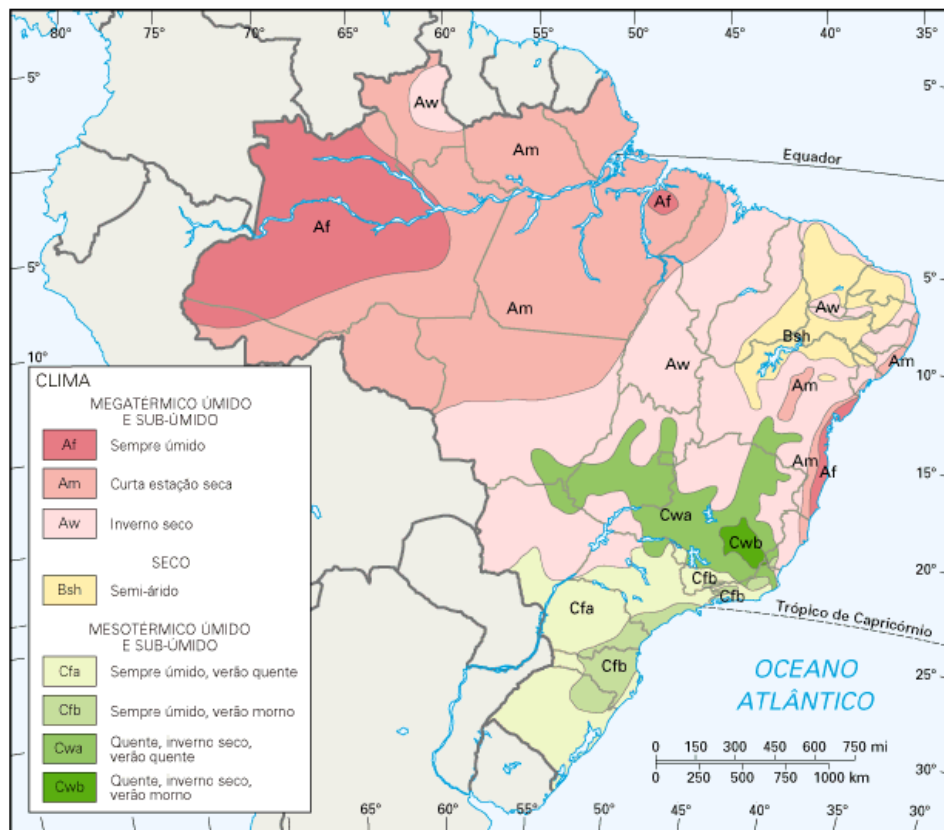 80° 75° 70° 65° 60° 55° 50° 45° 40° 35°
5° 5°
Aw
Am
Equador
Af
Af
5° 5°
Am
Aw
Bsh
Aw
Am
10° 10°
Am
Am
Af
15°
Cwa
Cwb
20°
Cfb
Cfb
Cfa
Trópico de Capricórnio
Cfb
OCEANO
ATLÂNTICO
25°
0 150 300 450 600 750 mi
0 250 500 750 1000 km
30°
65° 60° 55° 50° 45° 40° 35° 30°
CLIMA
MEGATÉRMICO ÚMIDO
E SUB-ÚMIDO
Af Sempre úmido
Am Curta estação seca
Aw Inverno seco
SECO
Bsh Semi-árido
MESOTÉRMICO ÚMIDO
E SUB-ÚMIDO
Cfa Sempre úmido, verão quente
Cfb Sempre úmido, verão morno
Cwa Quente, inverno seco,
verão quente
Cwb Quente, inverno seco,
verão morno